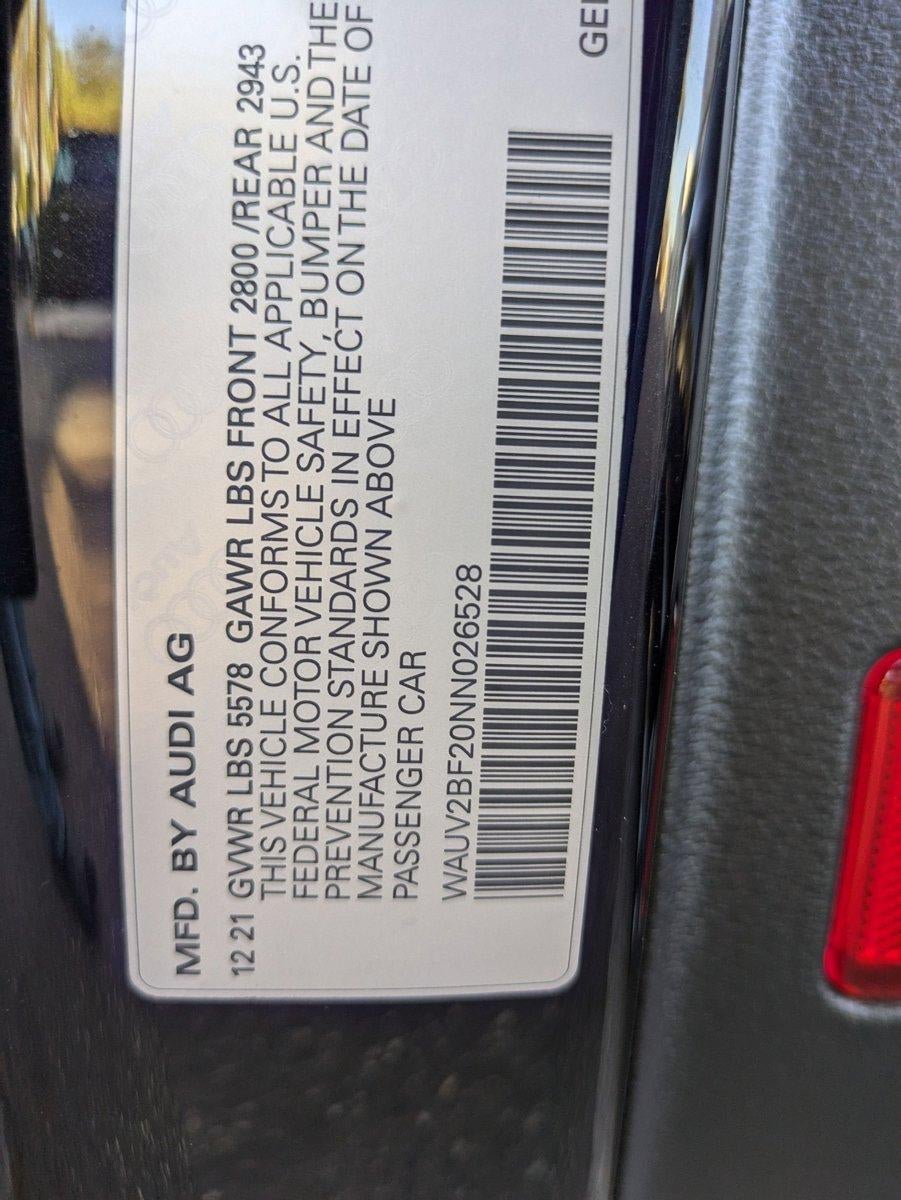 MFD. BY AUDI AG
12 21 GVWR LBS 5578 GAWR LBS FRONT 2800 /REAR 2943
THIS VEHICLE CONFORMS TO ALL APPLICABLE U.S.
FEDERAL MOTOR VEHICLE SAFETY, BUMPER AND THE
PREVENTION STANDARDS IN EFFECT ON THE DATE OF
MANUFACTURE SHOWN ABOVE
PASSENGER CAR
WAUV2BF20NN026528